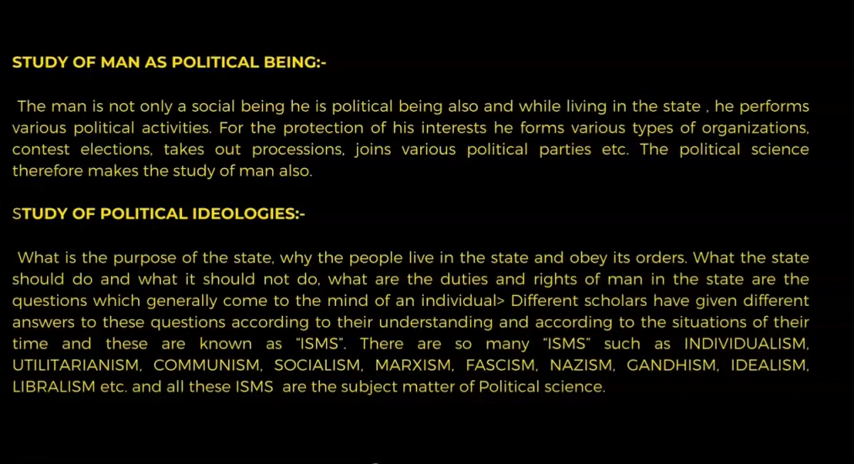 STUDY OF MAN AS POLITICAL BEING:-
The man is not only a social being he is political being also and while living in the state , he performs
various political activities. For the protection of his interests he forms various types of organizations,
contest elections, takes out processions, joins various political parties etc. The political science
therefore makes the study of man also.
STUDY OF POLITICAL IDEOLOGIES:-
What is the purpose of the state, why the people live in the state and obey its orders. What the state
should do and what it should not do, what are the duties and rights of man in the state are the
questions which generally come to the mind of an individual> Different scholars have given different
answers to these questions according to their understanding and according to the situations of their
time and these are known as "ISMS". There are so many "ISMS" such as INDIVIDUALISM,
UTILITARIANISM, COMMUNISM, SOCIALISM, MARXISM, FASCISM, NAZISM, GANDHISM, IDEALISM,
LIBRALISM etc. and all these ISMS are the subject matter of Political science.